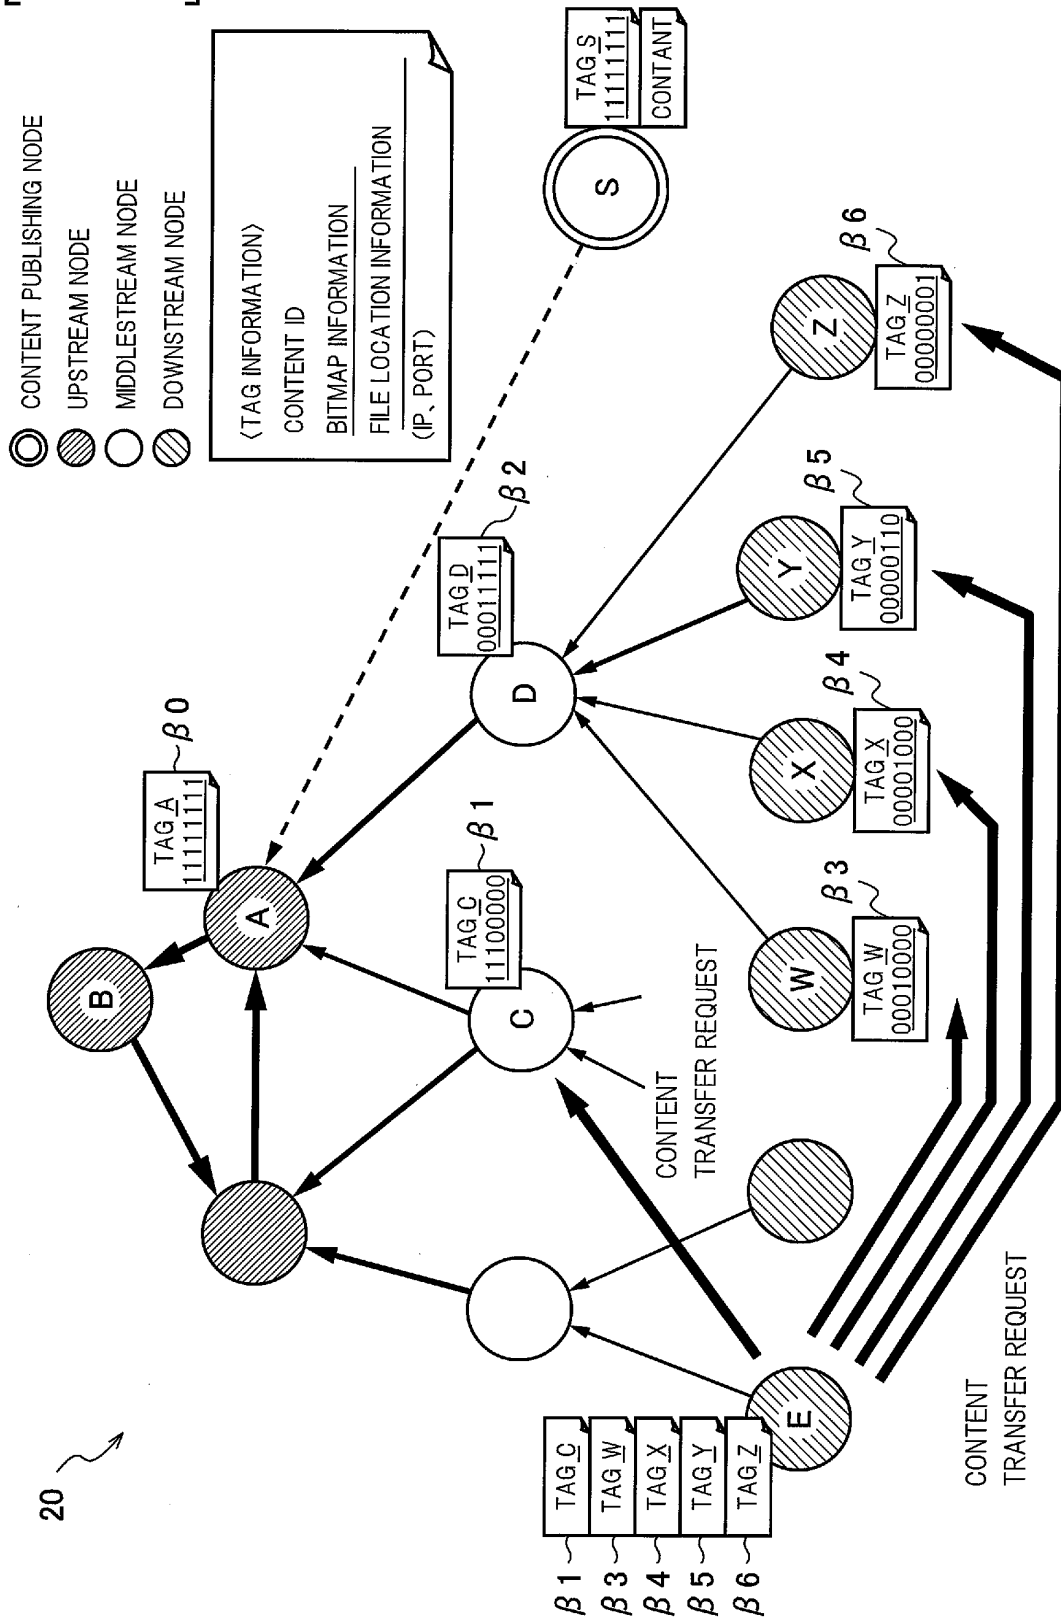 20
CONTENT PUBLISHING NODE
UPSTREAM NODE
MIDDLESTREAM NODE
DOWNSTREAM NODE
〈TAG INFORMATION〉
CONTENT ID
BITMAP INFORMATION
FILE LOCATION INFORMATION
(IP、PORT)
B
TAG A
11111111
β0
A
TAG S
11111111
CONTANT
S
TAG C
11100000
β1
C
TAG D
00011111
β2
D
CONTENT
TRANSFER REQUEST
β1
TAG C
β3
TAG W
β4
TAG X
β5
TAG Y
β6
TAG Z
E
W
TAG W
00010000
β3
X
TAG X
00001000
β4
Y
TAG Y
00000110
β5
Z
TAG Z
00000001
β6
CONTENT
TRANSFER REQUEST